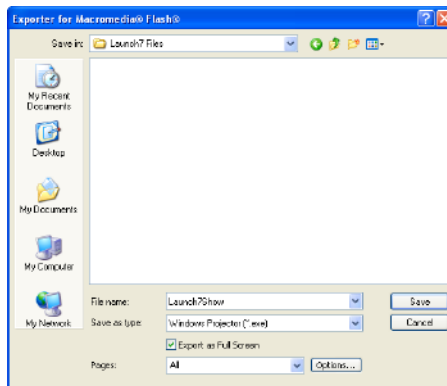 Exporter for Macromedia® Flash®
Save in: Launch7 Files
My Recent
Documents
Desktop
My Documents
My Computer
My Network
File name: Launch7Show Save
Save as type: Windows Projector (*.exe) Cancel
Export as Full Screen
Pages: All Options...